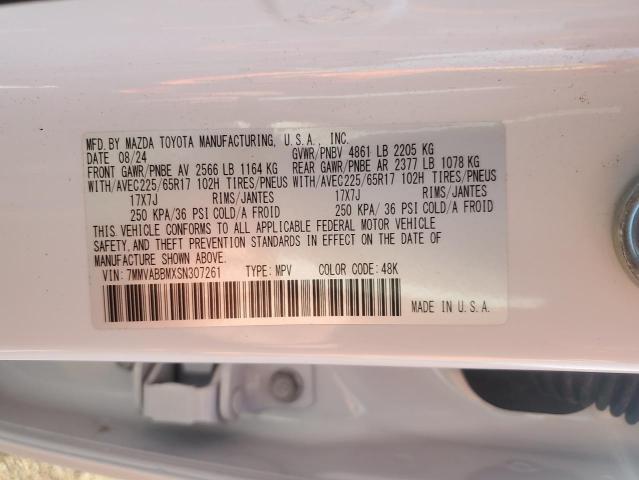 MFD. BY MAZDA TOYOTA MANUFACTURING, U.S.A., INC.
DATE 08/24 GVWR/PNBV 4861 LB 2205 KG
FRONT GAWR/PNBE AV 2566 LB 1164 KG REAR GAWR/PNBE AR 2377 LB 1078 KG
WITH/AVEC225/65R17 102H TIRES/PNEUS WITH/AVEC225/65R17 102H TIRES/PNEUS
17X7J RIMS/JANTES 17X7J RIMS/JANTES
250 KPA/36 PSI COLD/A FROID 250 KPA/ 36 PSI COLD/A FROID
THIS VEHICLE CONFORMS TO ALL APPLICABLE FEDERAL MOTOR VEHICLE
SAFETY, AND THEFT PREVENTION STANDARDS IN EFFECT ON THE DATE OF
MANUFACTURE SHOWN ABOVE.
VIN: 7MMVABBMXSN307261 TYPE: MPV COLOR CODE: 48K
MADE IN U.S.A.